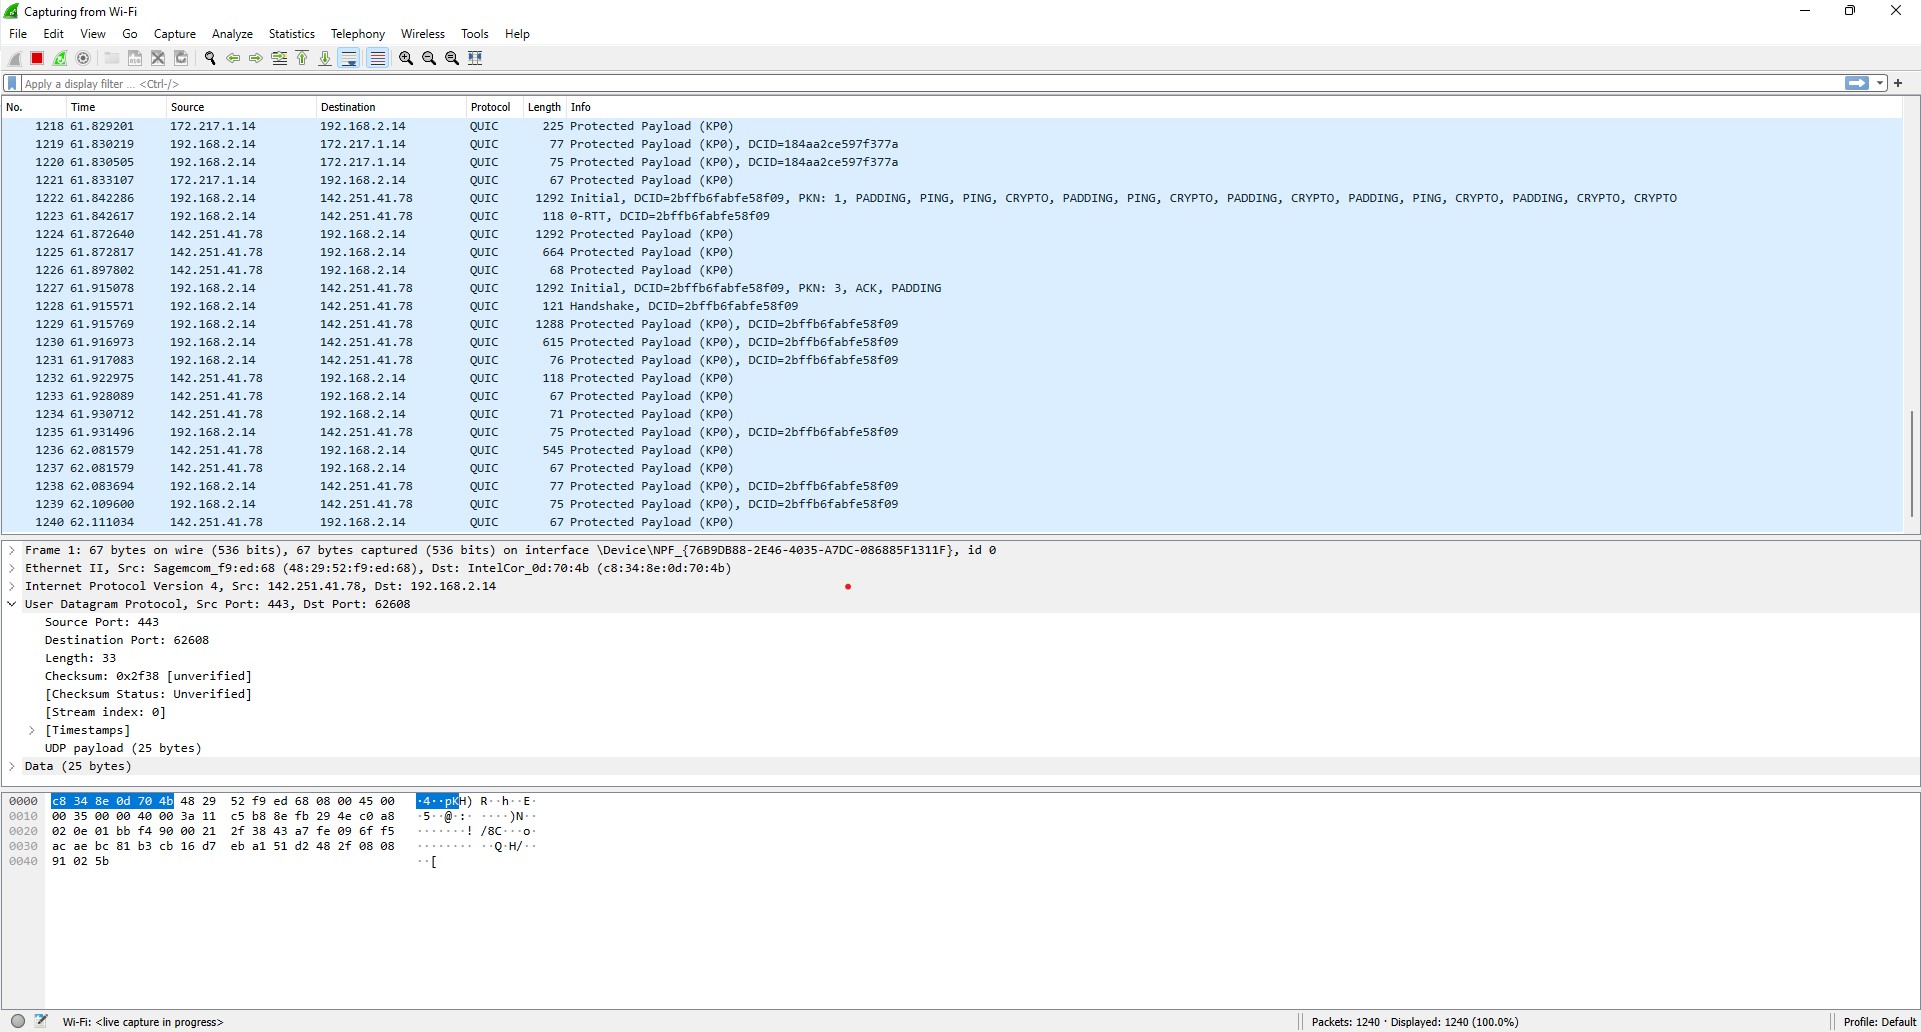 Capturing from Wi-Fi
File Edit View Go Capture Analyze Statistics Telephony Wireless Tools Help
Apply a display filter ... <Ctrl-/>
No. Time Source Destination Protocol Length Info
1218 61.829201 172.217.1.14 192.168.2.14 QUIC 225 Protected Payload (KP0)
1219 61.830219 192.168.2.14 172.217.1.14 QUIC 77 Protected Payload (KP0), DCID=184aa2ce597f377a
1220 61.830505 192.168.2.14 172.217.1.14 QUIC 75 Protected Payload (KP0), DCID=184aa2ce597f377a
1221 61.833107 172.217.1.14 192.168.2.14 QUIC 67 Protected Payload (KP0)
1222 61.842286 192.168.2.14 142.251.41.78 QUIC 1292 Initial, DCID=2bffb6fabfe58f09, PKN: 1, PADDING, PING, PING, CRYPTO, PADDING, PING, CRYPTO, PADDING, CRYPTO, PADDING, PING, CRYPTO, PADDING, CRYPTO, CRYPTO
1223 61.842617 192.168.2.14 142.251.41.78 QUIC 118 0-RTT, DCID=2bffb6fabfe58f09
1224 61.872640 142.251.41.78 192.168.2.14 QUIC 1292 Protected Payload (KP0)
1225 61.872817 142.251.41.78 192.168.2.14 QUIC 664 Protected Payload (KP0)
1226 61.897802 142.251.41.78 192.168.2.14 QUIC 68 Protected Payload (KP0)
1227 61.915078 192.168.2.14 142.251.41.78 QUIC 1292 Initial, DCID=2bffb6fabfe58f09, PKN: 3, ACK, PADDING
1228 61.915571 192.168.2.14 142.251.41.78 QUIC 121 Handshake, DCID=2bffb6fabfe58f09
1229 61.915769 192.168.2.14 142.251.41.78 QUIC 1288 Protected Payload (KP0), DCID=2bffb6fabfe58f09
1230 61.916973 192.168.2.14 142.251.41.78 QUIC 615 Protected Payload (KP0), DCID=2bffb6fabfe58f09
1231 61.917083 192.168.2.14 142.251.41.78 QUIC 76 Protected Payload (KP0), DCID=2bffb6fabfe58f09
1232 61.922975 142.251.41.78 192.168.2.14 QUIC 118 Protected Payload (KP0)
1233 61.928089 142.251.41.78 192.168.2.14 QUIC 67 Protected Payload (KP0)
1234 61.930712 142.251.41.78 192.168.2.14 QUIC 71 Protected Payload (KP0)
1235 61.931496 192.168.2.14 142.251.41.78 QUIC 75 Protected Payload (KP0), DCID=2bffb6fabfe58f09
1236 62.081579 142.251.41.78 192.168.2.14 QUIC 545 Protected Payload (KP0)
1237 62.081579 142.251.41.78 192.168.2.14 QUIC 67 Protected Payload (KP0)
1238 62.083694 192.168.2.14 142.251.41.78 QUIC 77 Protected Payload (KP0), DCID=2bffb6fabfe58f09
1239 62.109600 192.168.2.14 142.251.41.78 QUIC 75 Protected Payload (KP0), DCID=2bffb6fabfe58f09
1240 62.111034 142.251.41.78 192.168.2.14 QUIC 67 Protected Payload (KP0)
Frame 1: 67 bytes on wire (536 bits), 67 bytes captured (536 bits) on interface \Device\NPF_{76B9DB88-2E46-4035-A7DC-086885F1311F}, id 0
Ethernet II, Src: Sagemcom_f9:ed:68 (48:29:52:f9:ed:68), Dst: IntelCor_0d:70:4b (c8:34:8e:0d:70:4b)
Internet Protocol Version 4, Src: 142.251.41.78, Dst: 192.168.2.14
User Datagram Protocol, Src Port: 443, Dst Port: 62608
Source Port: 443
Destination Port: 62608
Length: 33
Checksum: 0x2f38 [unverified]
[Checksum Status: Unverified]
[Stream index: 0]
[Timestamps]
UDP payload (25 bytes)
Data (25 bytes)
0000 c8 34 8e 0d 70 4b 48 29 52 f9 ed 68 08 00 45 00 ·4··pKH) R··h··E·
0010 00 35 00 00 40 00 3a 11 c5 b8 8e fb 29 4e c0 a8 ·5··@·:· ····)N··
0020 02 0e 01 bb f4 90 00 21 2f 38 43 a7 fe 09 6f f5 ·······! /8C···o·
0030 ac ae bc 81 b3 cb 16 d7 eb a1 51 d2 48 2f 08 08 ········ ··Q·H/··
0040 91 02 5b ··[
Wi-Fi: <live capture in progress> Packets: 1240 · Displayed: 1240 (100.0%) Profile: Default